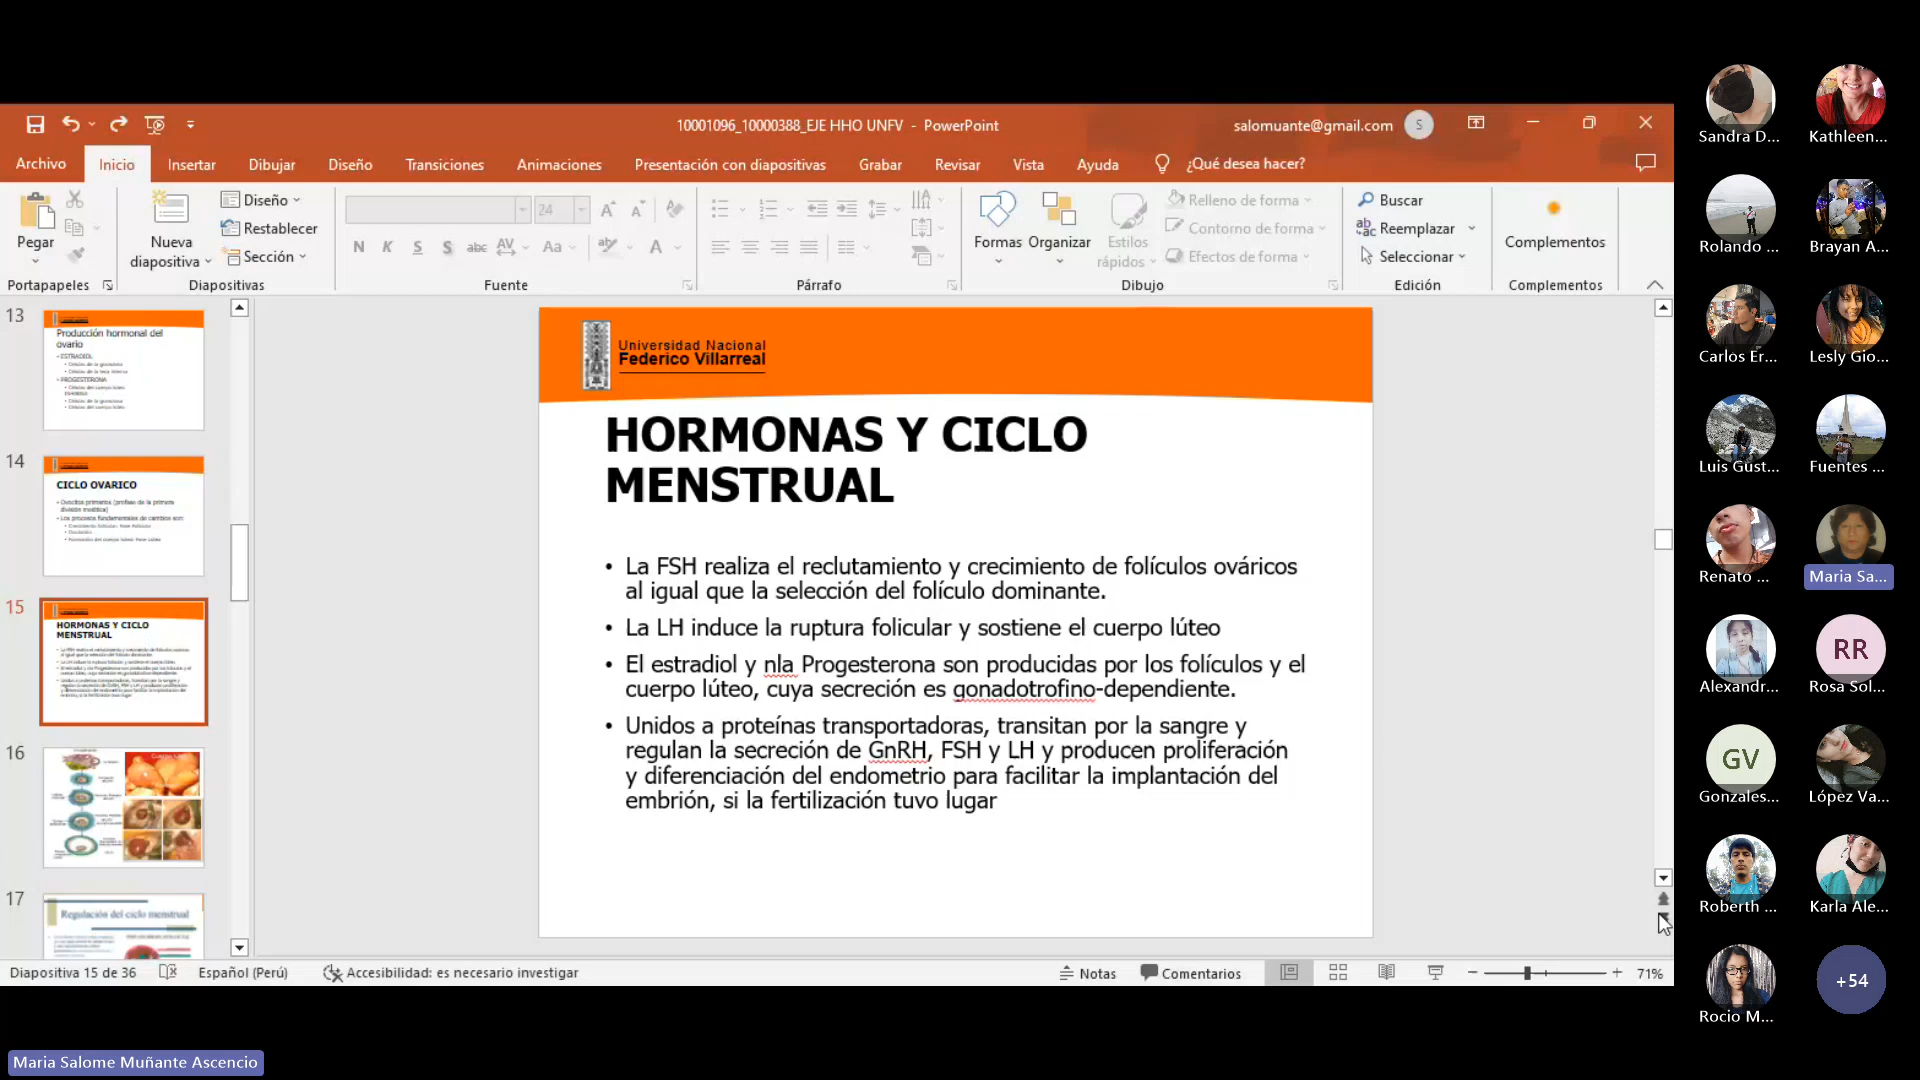 10001096_10000388_EJE HHO UNFV - PowerPoint
salomuante@gmail.com
S
Archivo
Inicio
Insertar
Dibujar
Diseño
Transiciones
Animaciones
Presentación con diapositivas
Grabar
Revisar
Vista
Ayuda
¿Qué desea hacer?
Pegar
Portapapeles
Nueva
diapositiva
Diseño
Restablecer
Sección
Diapositivas
24
N K S S abc AV Aa A
Fuente
Párrafo
Formas
Organizar
Estilos
rápidos
Relleno de forma
Contorno de forma
Efectos de forma
Dibujo
Buscar
Reemplazar
Seleccionar
Edición
Complementos
Complementos
13
Producción hormonal del
ovario
ESTRADIOL
PROGESTERONA
14
CICLO OVARICO
15
HORMONAS Y CICLO
MENSTRUAL
16
17
Regulación del ciclo menstrual
Universidad Nacional
Federico Villarreal
HORMONAS Y CICLO
MENSTRUAL
• La FSH realiza el reclutamiento y crecimiento de folículos ováricos
al igual que la selección del folículo dominante.
• La LH induce la ruptura folicular y sostiene el cuerpo lúteo
• El estradiol y nla Progesterona son producidas por los folículos y el
cuerpo lúteo, cuya secreción es gonadotrofino-dependiente.
• Unidos a proteínas transportadoras, transitan por la sangre y
regulan la secreción de GnRH, FSH y LH y producen proliferación
y diferenciación del endometrio para facilitar la implantación del
embrión, si la fertilización tuvo lugar
Diapositiva 15 de 36
Español (Perú)
Accesibilidad: es necesario investigar
Notas
Comentarios
71%
Sandra D...
Kathleen...
Rolando ...
Brayan A...
Carlos Er...
Lesly Gio...
Luis Gust...
Fuentes ...
Renato ...
Maria Sa...
Alexandr...
RR
Rosa Sol...
GV
Gonzales...
López Va...
Roberth ...
Karla Ale...
Rocio M...
+54
Maria Salome Muñante Ascencio